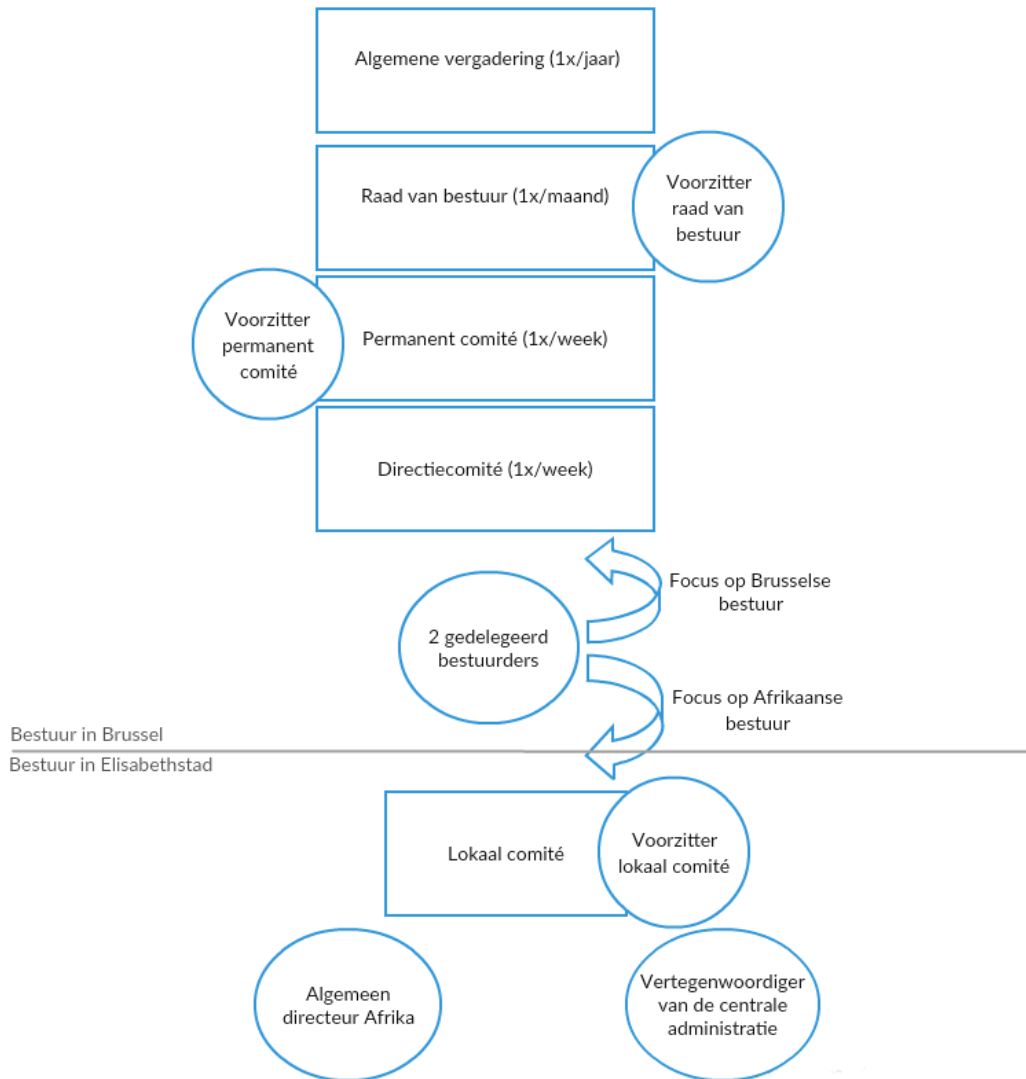 Algemene vergadering (1x/jaar)
Raad van bestuur (1x/maand)
Voorzitter
raad van
bestuur
Voorzitter
permanent
comité
Permanent comité (1x/week)
Directiecomité (1x/week)
Focus op Brusselse
bestuur
2 gedelegeerd
bestuurders
Focus op Afrikaanse
bestuur
Bestuur in Brussel
Bestuur in Elisabethstad
Lokaal comité
Voorzitter
lokaal comité
Algemeen
directeur Afrika
Vertegenwoordiger
van de centrale
administratie